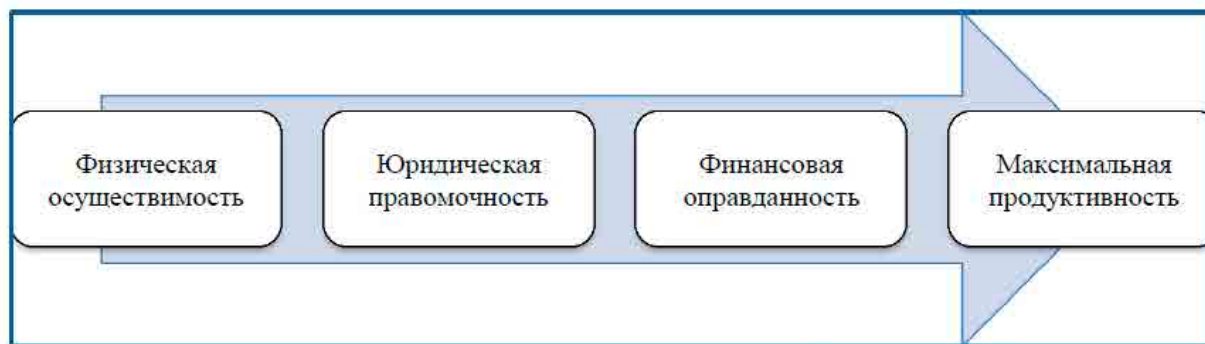 Физическая
осуществимость
Юридическая
правомочность
Финансовая
оправданность
Максимальная
продуктивность